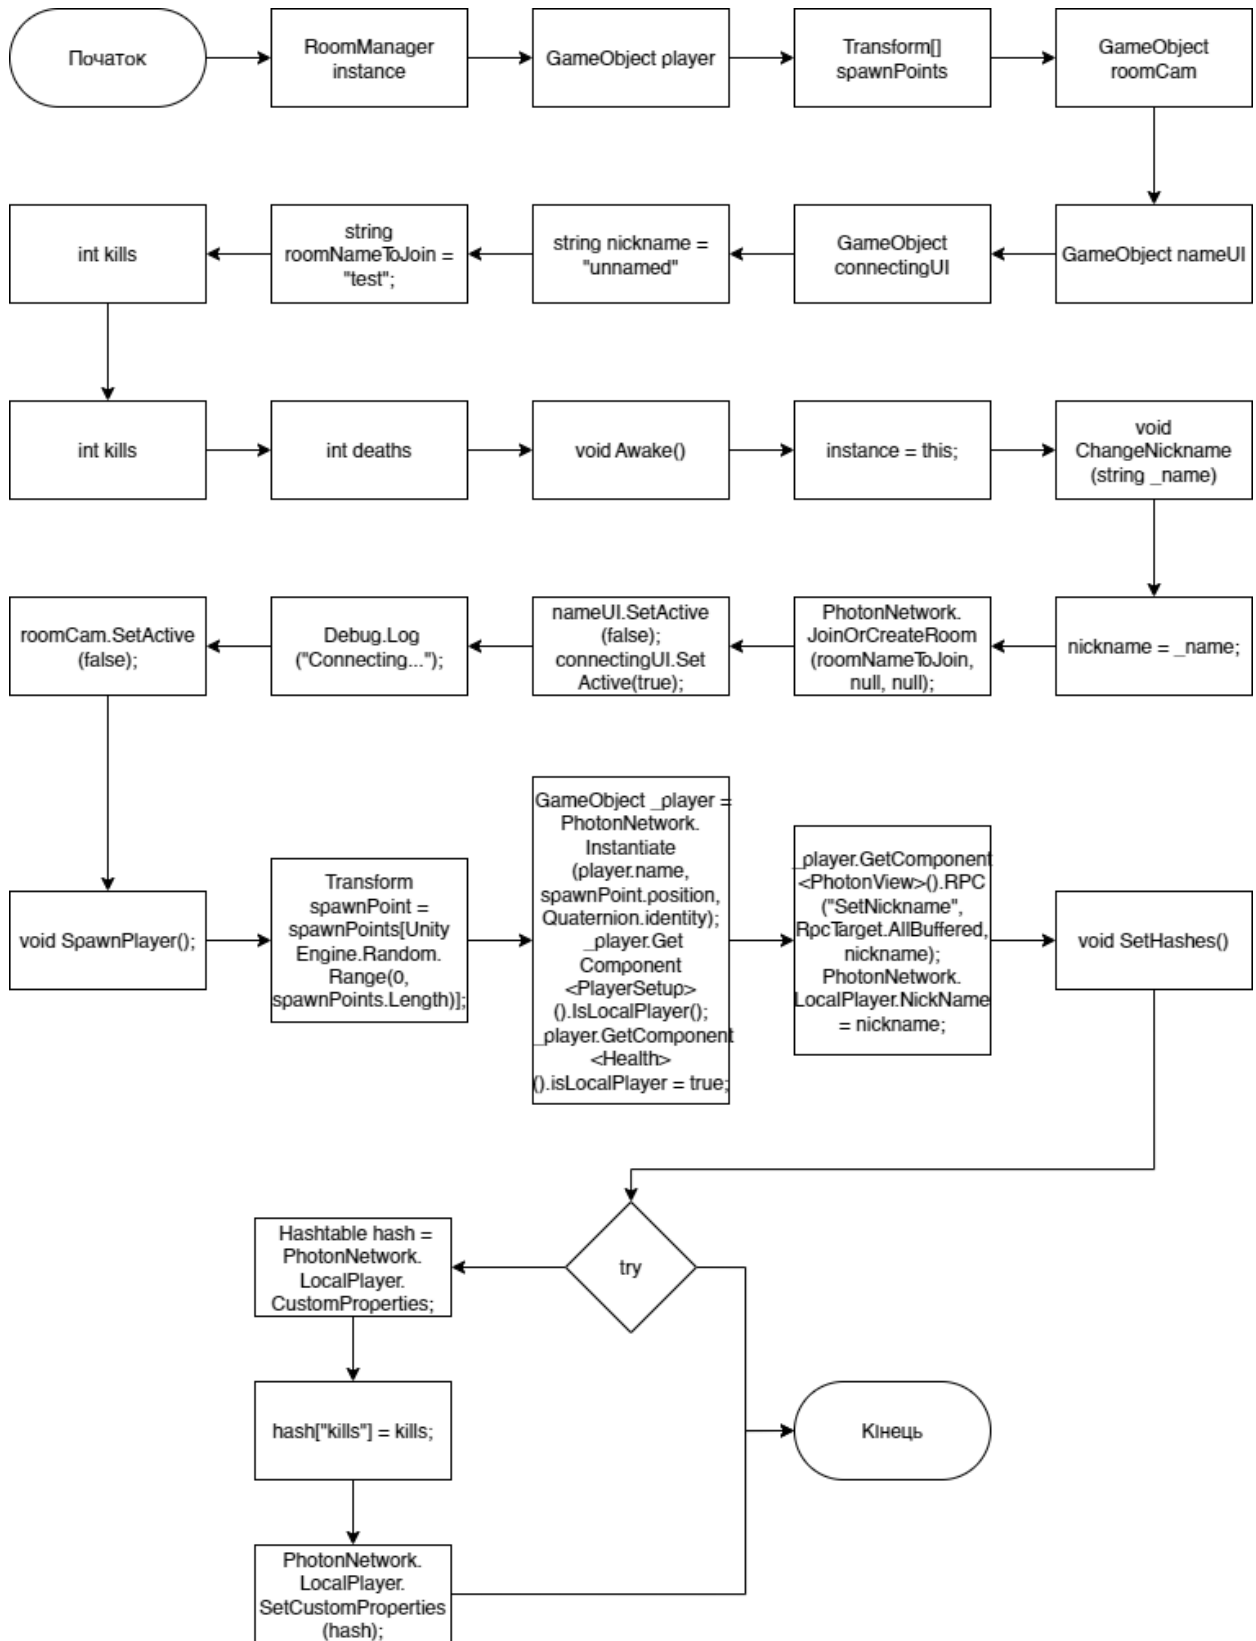 Початок
RoomManager
instance
GameObject player
Transform[]
spawnPoints
GameObject
roomCam
GameObject nameUI
GameObject
connectingUI
string nickname =
"unnamed"
string
roomNameToJoin =
"test";
int kills
int kills
int deaths
void Awake()
instance = this;
void
ChangeNickname
(string _name)
nickname = _name;
PhotonNetwork.
JoinOrCreateRoom
(roomNameToJoin,
null, null);
nameUI.SetActive
(false);
connectingUI.Set
Active(true);
Debug.Log
("Connecting...");
roomCam.SetActive
(false);
void SpawnPlayer();
Transform
spawnPoint =
spawnPoints[Unity
Engine.Random.
Range(0,
spawnPoints.Length)];
GameObject _player =
PhotonNetwork.
Instantiate
(player.name,
spawnPoint.position,
Quaternion.identity);
_player.Get
Component
<PlayerSetup>
().IsLocalPlayer();
_player.GetComponent
<Health>
().isLocalPlayer = true;
_player.GetComponent
<PhotonView>().RPC
("SetNickname",
RpcTarget.AllBuffered,
nickname);
PhotonNetwork.
LocalPlayer.NickName
= nickname;
void SetHashes()
try
Hashtable hash =
PhotonNetwork.
LocalPlayer.
CustomProperties;
hash["kills"] = kills;
PhotonNetwork.
LocalPlayer.
SetCustomProperties
(hash);
Кінець